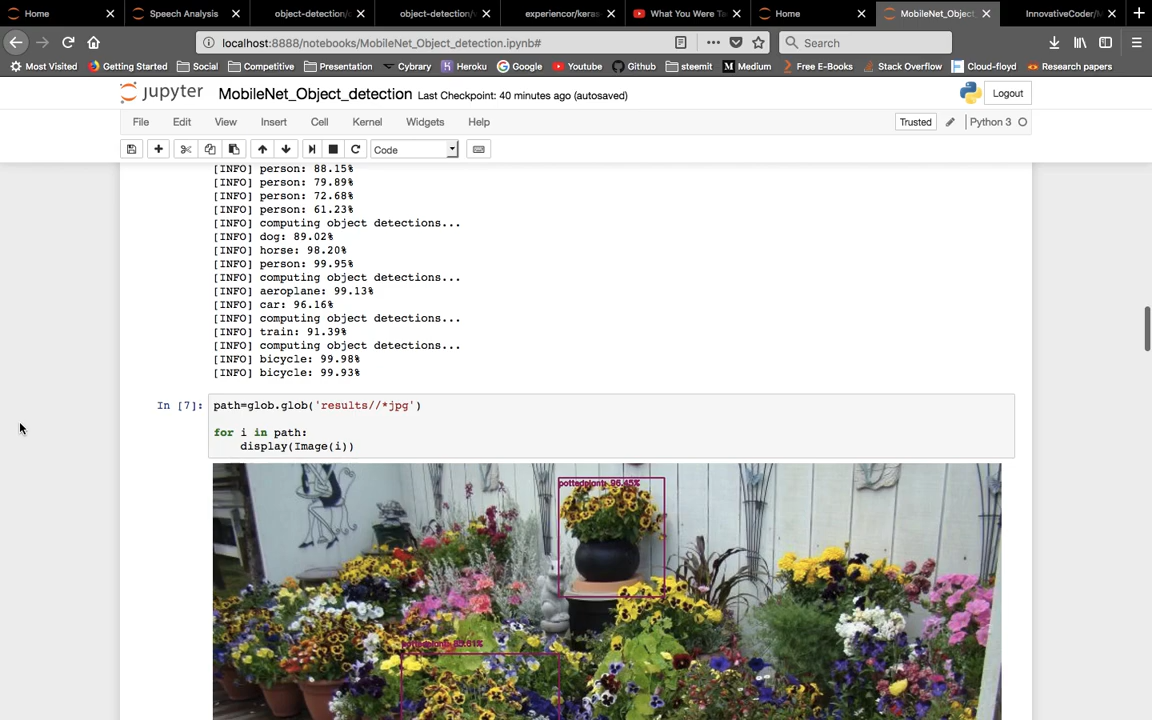 Home
Speech Analysis
object-detection/
object-detection/
experiencor/keras
What You Were Ta
Home
MobileNet_Object_
InnovativeCoder/
localhost:8888/notebooks/MobileNet_Object_detection.ipynb#
Search
Most Visited
Getting Started
Social
Competitive
Presentation
Cybrary
Heroku
Google
Youtube
Github
steemit
Medium
Free E-Books
Stack Overflow
Cloud-floyd
Research papers
jupyter
MobileNet_Object_detection Last Checkpoint: 40 minutes ago (autosaved)
Logout
File Edit View Insert Cell Kernel Widgets Help
Trusted
Python 3
Code
[INFO] person: 88.15%
[INFO] person: 79.89%
[INFO] person: 72.68%
[INFO] person: 61.23%
[INFO] computing object detections...
[INFO] dog: 89.02%
[INFO] horse: 98.20%
[INFO] person: 99.95%
[INFO] computing object detections...
[INFO] aeroplane: 99.13%
[INFO] car: 96.16%
[INFO] computing object detections...
[INFO] train: 91.39%
[INFO] computing object detections...
[INFO] bicycle: 99.98%
[INFO] bicycle: 99.93%
In [7]: path=glob.glob('results//*jpg')
for i in path:
display(Image(i))
pottedplant: 96.45%